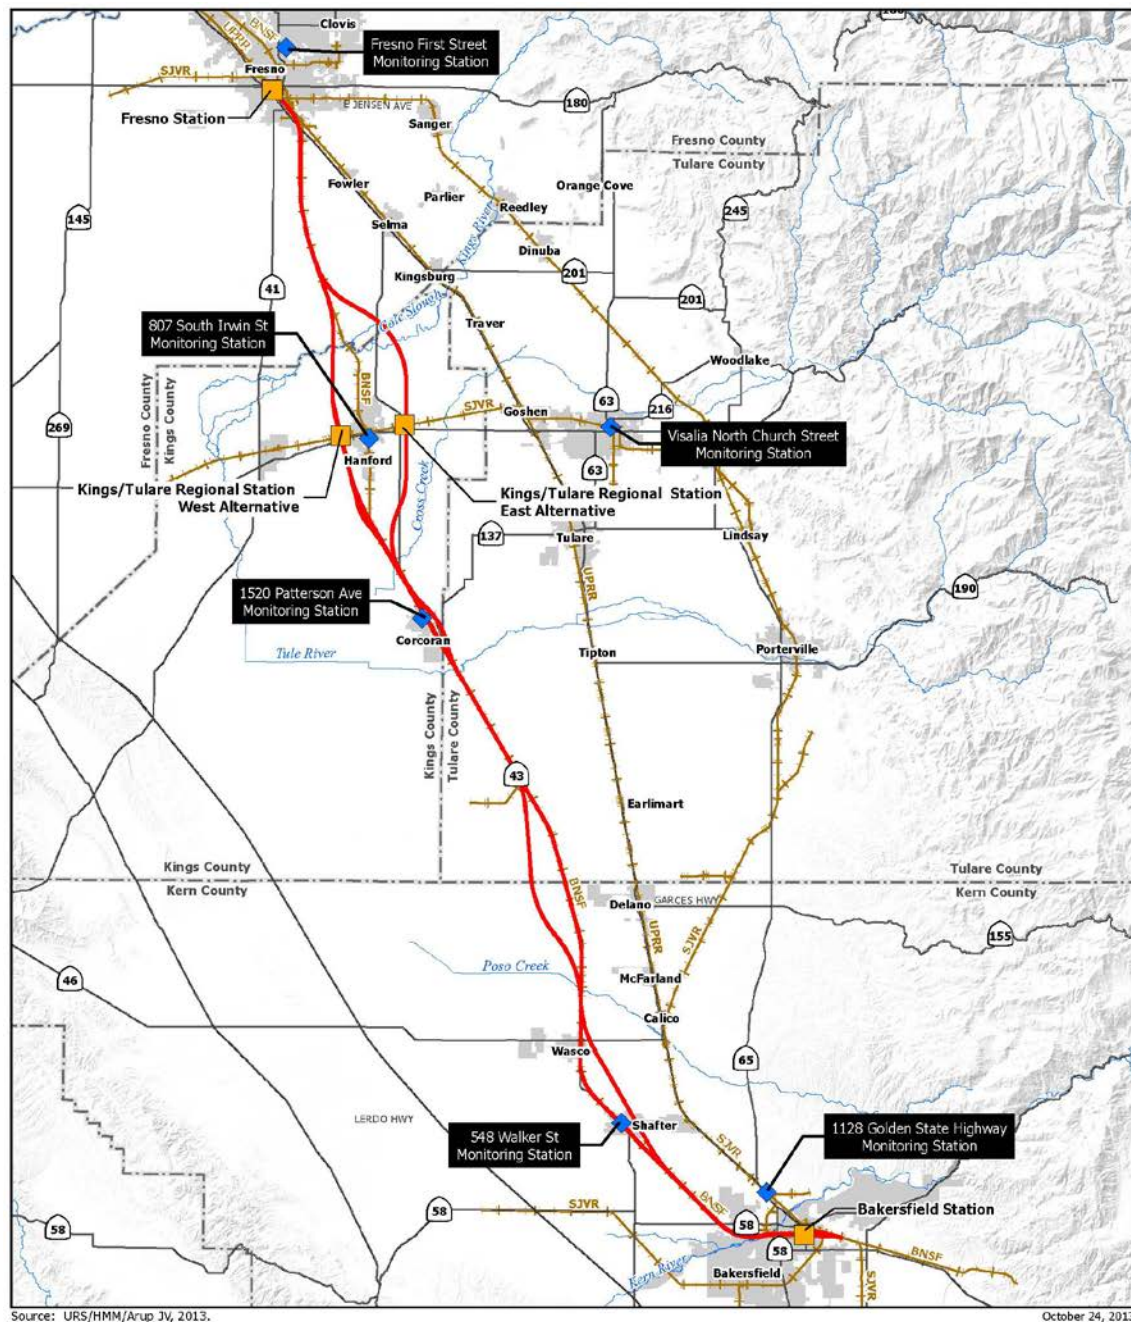 Clovis
BNSF
UPRR
Fresno First Street
Monitoring Station
Fresno
SJVR
Fresno Station
E JENSEN AVE
180
Sanger
Fresno County
Tulare County
Fowler
Parlier
Orange Cove
Reedley
Selma
Kings River
145
245
Dinuba
Kingsburg
201
41
201
Cole Slough
807 South Irwin St
Monitoring Station
Traver
Woodlake
BNSF
Fresno County
Kings County
269
SJVR
Goshen
63
216
Visalia North Church Street
Monitoring Station
Hanford
63
Kings/Tulare Regional Station
West Alternative
Kings/Tulare Regional Station
East Alternative
Cross Creek
137
Tulare
Lindsay
UPRR
1520 Patterson Ave
Monitoring Station
190
Corcoran
Tule River
Tipton
Porterville
Kings County
Tulare County
43
Earlimart
Kings County
Kern County
Tulare County
Kern County
BNSF
Delano
GARCES HWY
UPRR
SJVR
155
Poso Creek
McFarland
46
Calico
Wasco
65
LERDO HWY
548 Walker St
Monitoring Station
Shafter
1128 Golden State Highway
Monitoring Station
SJVR
BNSF
SJVR
58
58
58
58
Bakersfield Station
Kern River
Bakersfield
BNSF
SJVR
Source: URS/HMM/Arup JV, 2013.
October 24, 2013